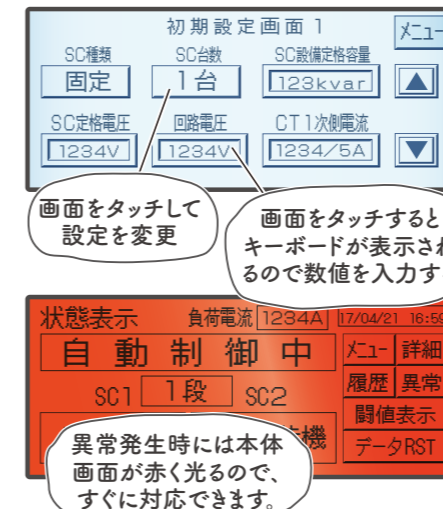 初期設定画面1
メニュー
SC種類 SC台数 SC設備定格容量
固定 1台 123kvar ▲
SC定格電圧 回路電圧 CT1次側電流
1234V 1234V 1234/5A ▼
画面をタッチして
設定を変更
画面をタッチすると
キーボードが表示され
るので数値を入力す
状態表示 負荷電流 1234A 17/04/21 16:59
自動制御中 メニュー 詳細
履歴 異常
SC1 1段 SC2
闘値表示
機 データRST
異常発生時には本体
画面が赤く光るので、
すぐに対応できます。